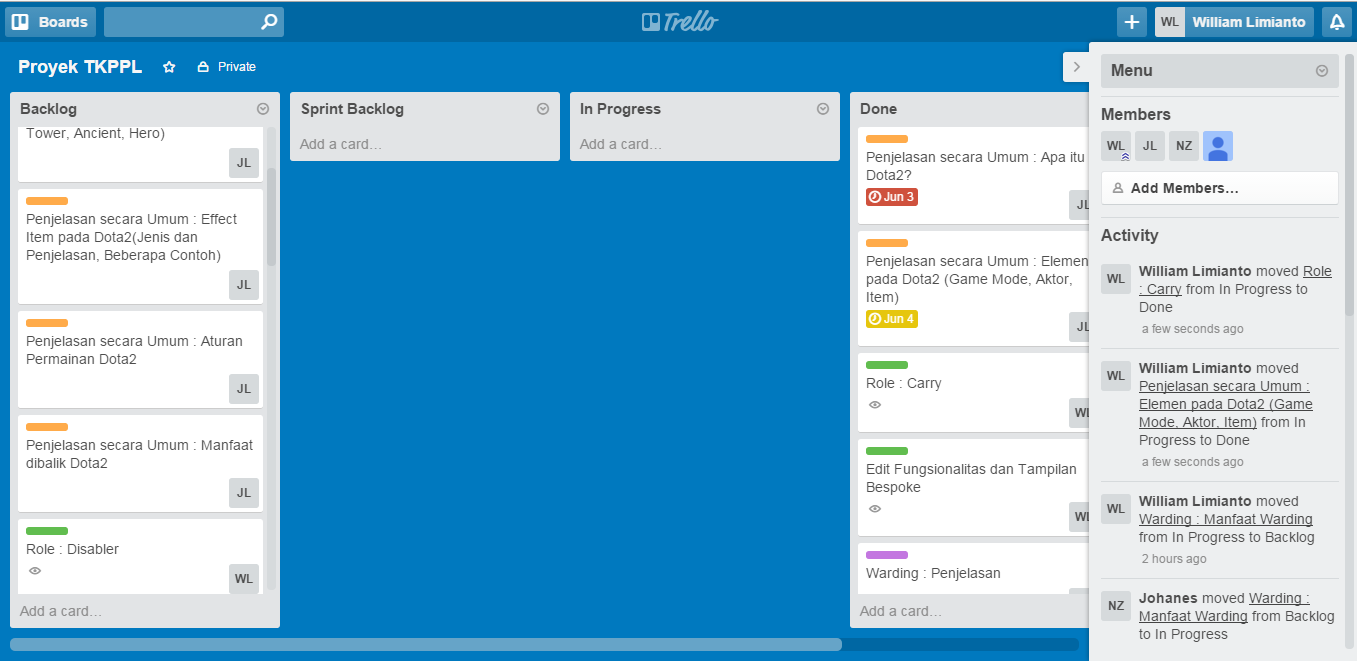 Boards
Trello
WL William Limianto
Proyek TKPPL
Private
Backlog
Tower, Ancient, Hero)
JL
Penjelasan secara Umum : Effect
Item pada Dota2(Jenis dan
Penjelasan, Beberapa Contoh)
JL
Penjelasan secara Umum : Aturan
Permainan Dota2
JL
Penjelasan secara Umum : Manfaat
dibalik Dota2
JL
Role : Disabler
WL
Add a card…
Sprint Backlog
Add a card…
In Progress
Add a card…
Done
Penjelasan secara Umum : Apa itu
Dota2?
Jun 3
JL
Penjelasan secara Umum : Elemen
pada Dota2 (Game Mode, Aktor,
Item)
Jun 4
JL
Role : Carry
WL
Edit Fungsionalitas dan Tampilan
Bespoke
WL
Warding : Penjelasan
Add a card…
Menu
Members
WL JL NZ
Add Members…
Activity
WL
William Limianto moved Role
: Carry from In Progress to
Done
a few seconds ago
WL
William Limianto moved
Penjelasan secara Umum :
Elemen pada Dota2 (Game
Mode, Aktor, Item) from In
Progress to Done
a few seconds ago
WL
William Limianto moved
Warding : Manfaat Warding
from In Progress to Backlog
2 hours ago
NZ
Johanes moved Warding :
Manfaat Warding from Backlog
to In Progress